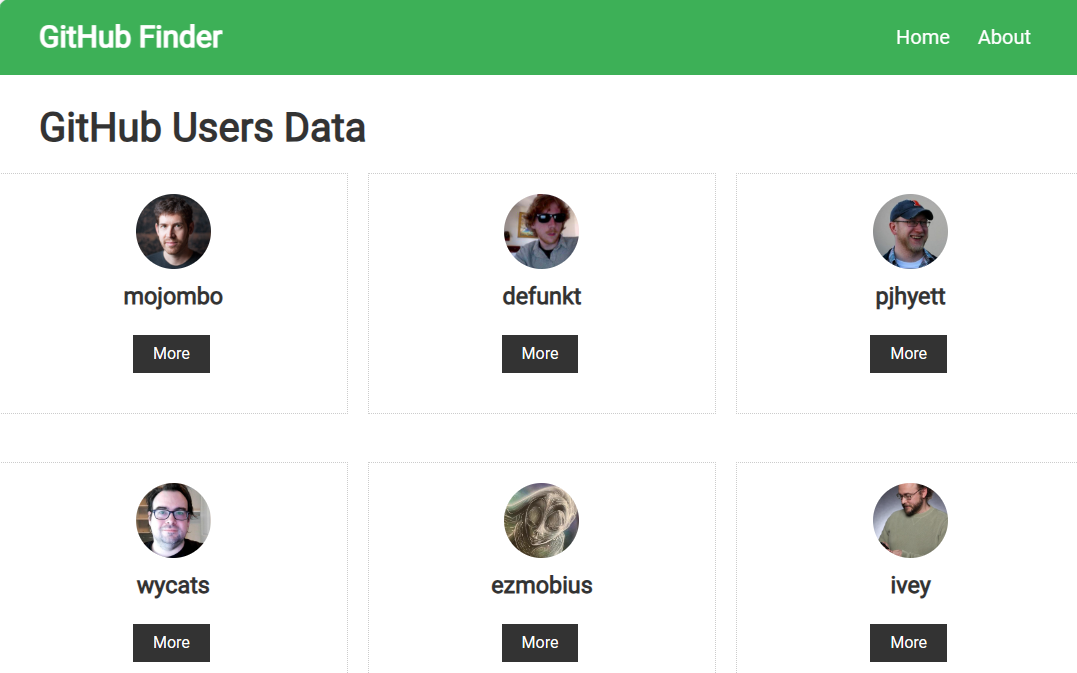 GitHub Finder
Home About
GitHub Users Data
mojombo defunkt pjhyett
More More More
wycats ezmobius ivey
More More More